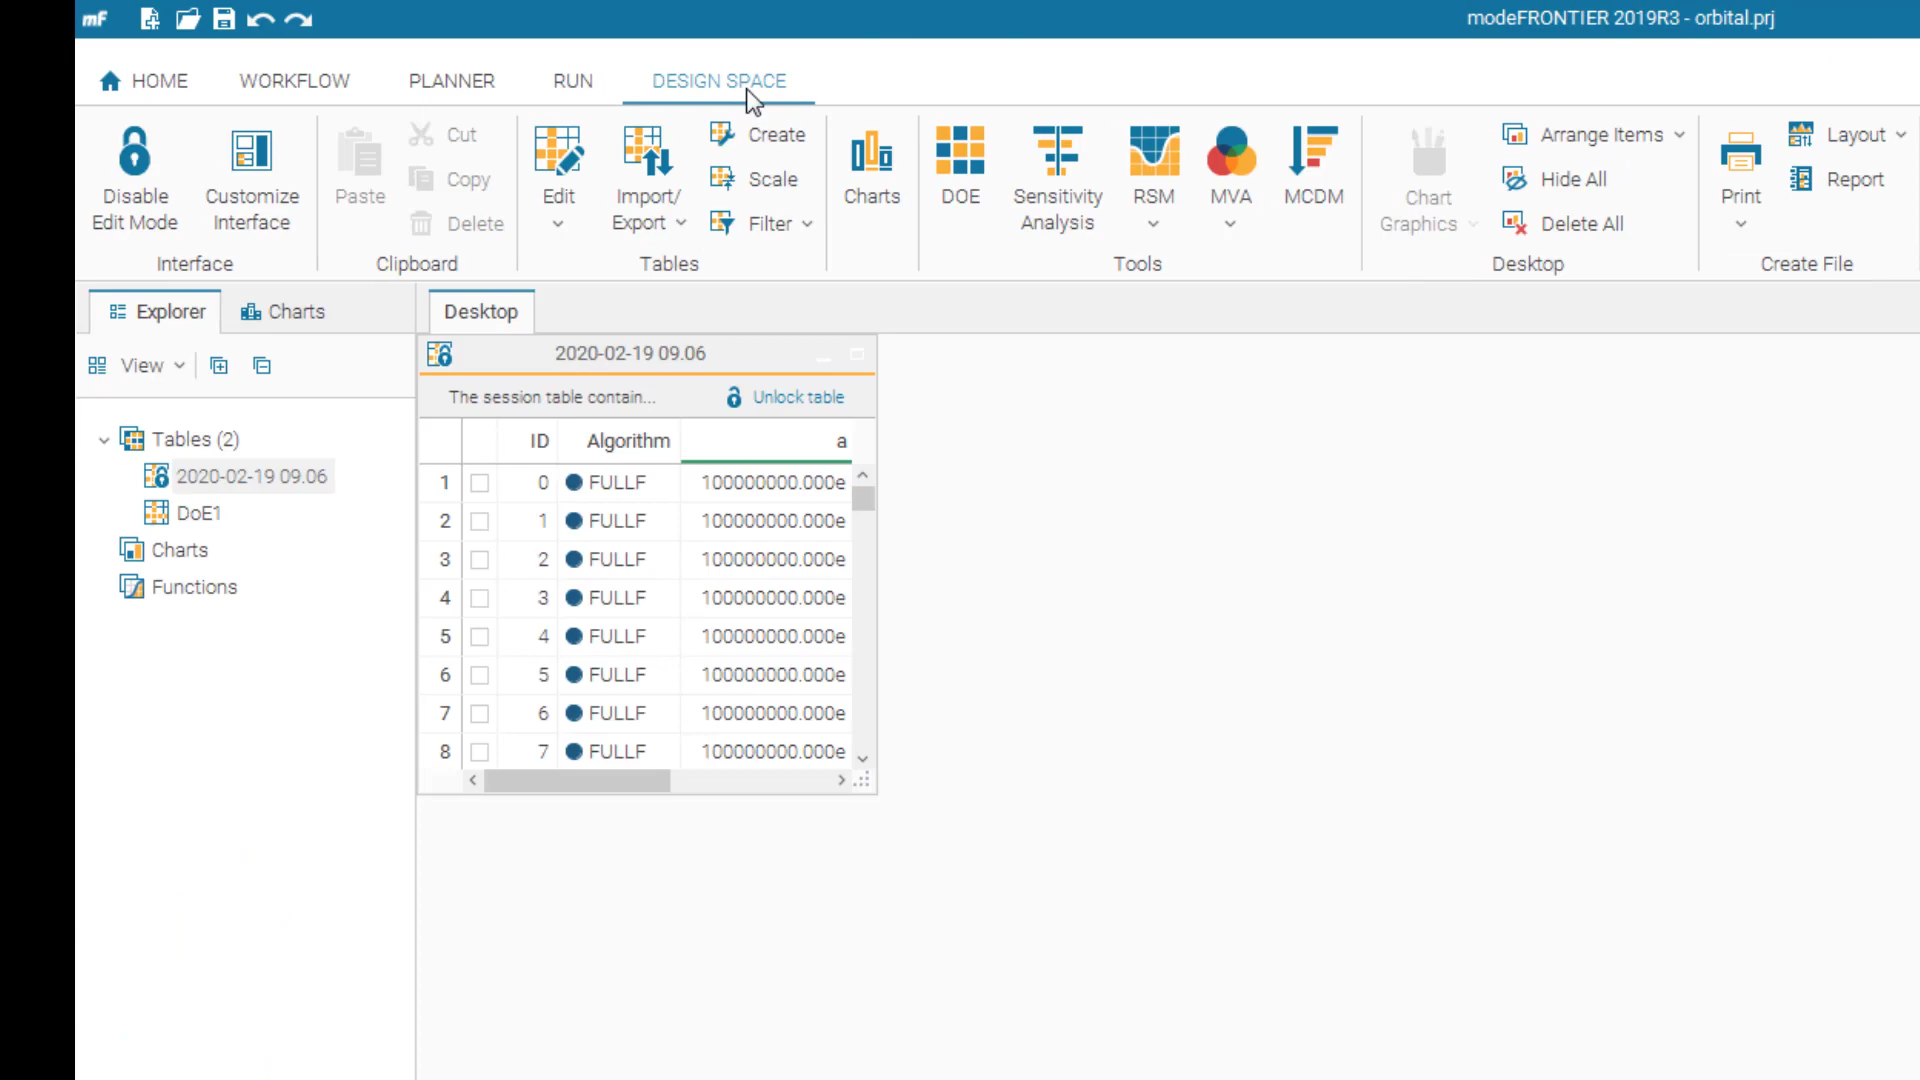 mF modeFRONTIER 2019R3 - orbital.prj
HOME WORKFLOW PLANNER RUN DESIGN SPACE
Disable Edit Mode
Customize Interface
Interface
Paste
Cut
Copy
Delete
Clipboard
Edit
Import/ Export
Create
Scale
Filter
Tables
Charts
DOE
Sensitivity Analysis
RSM
MVA
MCDM
Tools
Chart Graphics
Arrange Items
Hide All
Delete All
Desktop
Print
Layout
Report
Create File
Explorer Charts
View
Tables (2)
2020-02-19 09.06
DoE1
Charts
Functions
Desktop
2020-02-19 09.06
The session table contain... Unlock table
ID Algorithm a
1 0 FULLF 100000000.000e
2 1 FULLF 100000000.000e
3 2 FULLF 100000000.000e
4 3 FULLF 100000000.000e
5 4 FULLF 100000000.000e
6 5 FULLF 100000000.000e
7 6 FULLF 100000000.000e
8 7 FULLF 100000000.000e